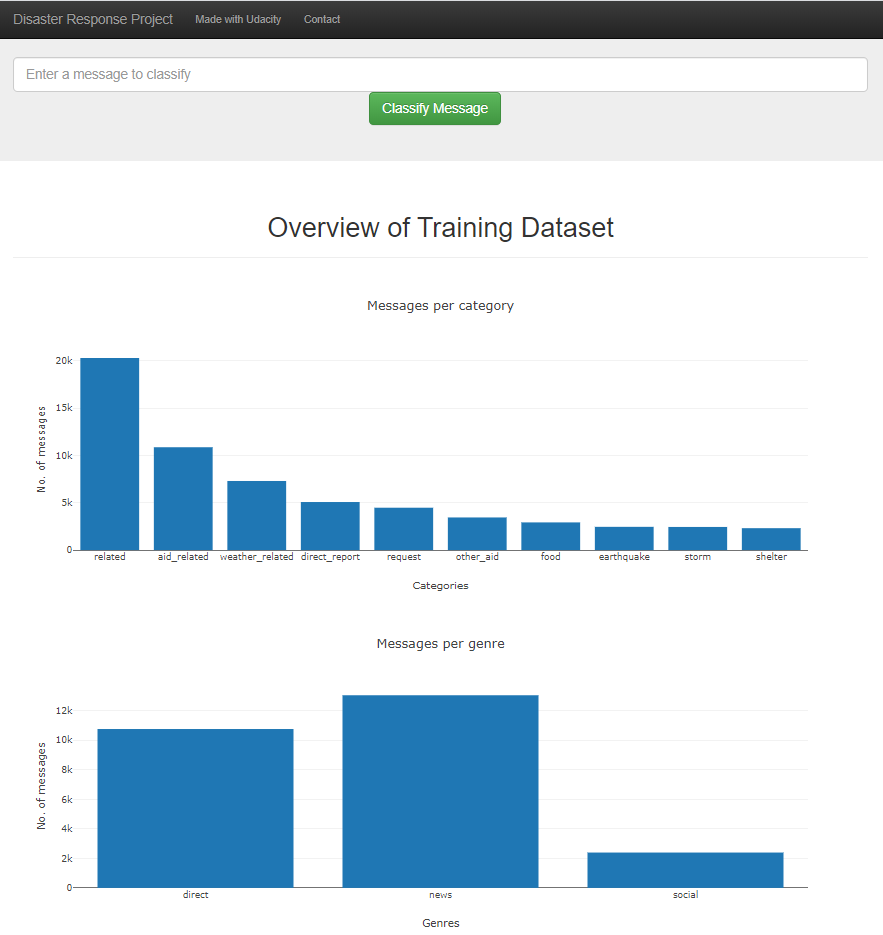 Disaster Response Project Made with Udacity Contact
Enter a message to classify
Classify Message
Overview of Training Dataset
Messages per category
20k
15k
10k
5k
0
No. of messages
related aid_related weather_related direct_report request other_aid food earthquake storm shelter
Categories
Messages per genre
12k
10k
8k
6k
4k
2k
0
No. of messages
direct news social
Genres